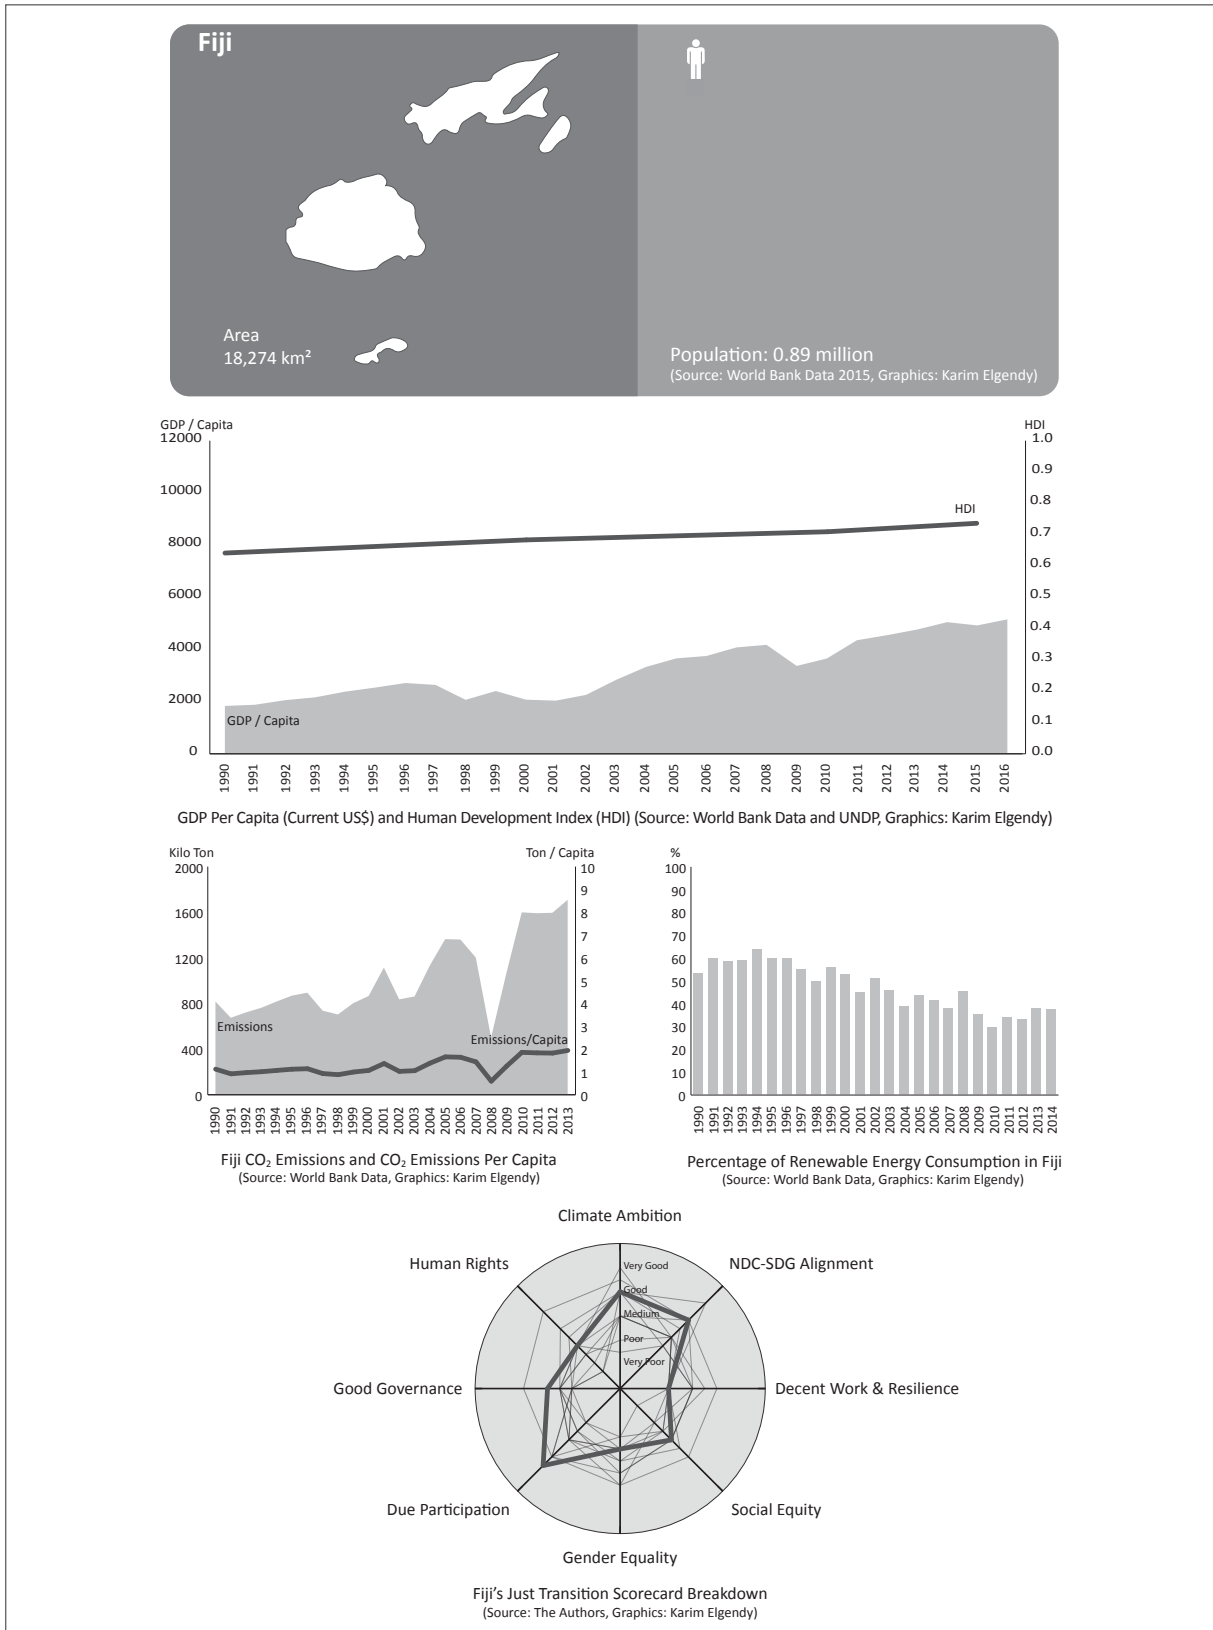 Fiji
Area
18,274 km²
Population: 0.89 million
(Source: World Bank Data 2015, Graphics: Karim Elgendy)
GDP / Capita
HDI
12000
10000
8000
6000
4000
2000
0
1.0
0.9
0.8
0.7
0.6
0.5
0.4
0.3
0.2
0.1
0.0
HDI
GDP / Capita
1990 1991 1992 1993 1994 1995 1996 1997 1998 1999 2000 2001 2002 2003 2004 2005 2006 2007 2008 2009 2010 2011 2012 2013 2014 2015 2016
GDP Per Capita (Current US$) and Human Development Index (HDI) (Source: World Bank Data and UNDP, Graphics: Karim Elgendy)
Kilo Ton
Ton / Capita
2000
1600
1200
800
400
0
10
9
8
7
6
5
4
3
2
1
0
Emissions
Emissions/Capita
1990 1991 1992 1993 1994 1995 1996 1997 1998 1999 2000 2001 2002 2003 2004 2005 2006 2007 2008 2009 2010 2011 2012 2013
Fiji CO₂ Emissions and CO₂ Emissions Per Capita
(Source: World Bank Data, Graphics: Karim Elgendy)
%
100
90
80
70
60
50
40
30
20
10
0
1990 1991 1992 1993 1994 1995 1996 1997 1998 1999 2000 2001 2002 2003 2004 2005 2006 2007 2008 2009 2010 2011 2012 2013 2014
Percentage of Renewable Energy Consumption in Fiji
(Source: World Bank Data, Graphics: Karim Elgendy)
Climate Ambition
Human Rights
NDC-SDG Alignment
Very Good
Good
Medium
Poor
Very Poor
Good Governance
Decent Work & Resilience
Due Participation
Social Equity
Gender Equality
Fiji’s Just Transition Scorecard Breakdown
(Source: The Authors, Graphics: Karim Elgendy)